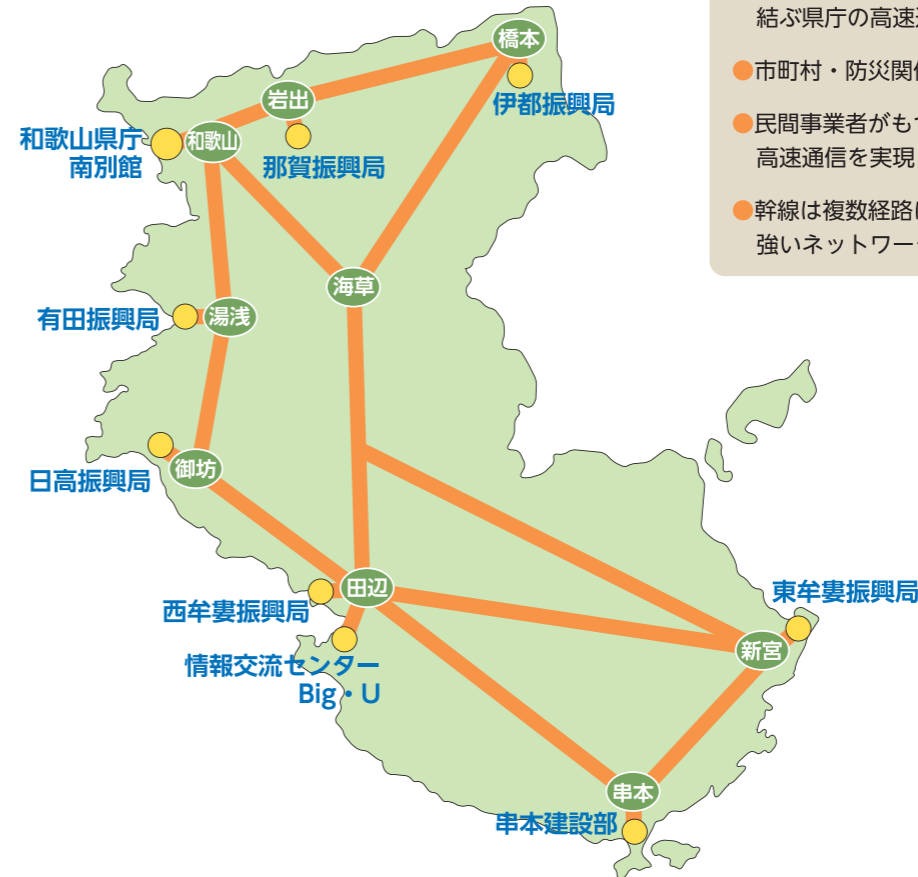 結ぶ県庁の高速
●市町村・防災関
●民間事業者がも
高速通信を実現
●幹線は複数経路
強いネットワー
橋本
伊都振興局
岩出
那賀振興局
和歌山県庁
南別館
和歌山
海草
有田振興局
湯浅
日高振興局
御坊
田辺
西牟婁振興局
情報交流センター
Big・U
東牟婁振興局
新宮
串本
串本建設部